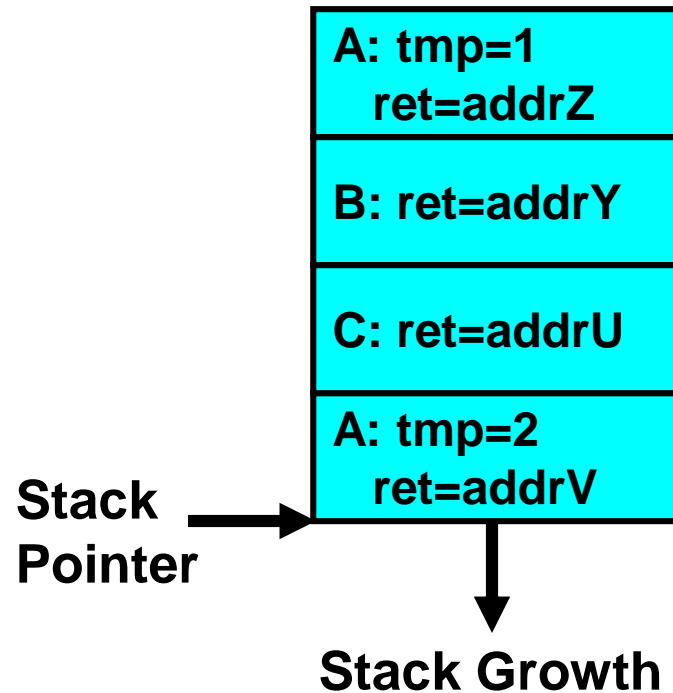 A: tmp=1
ret=addrZ
B: ret=addrY
C: ret=addrU
A: tmp=2
ret=addrV
Stack
Pointer
Stack Growth